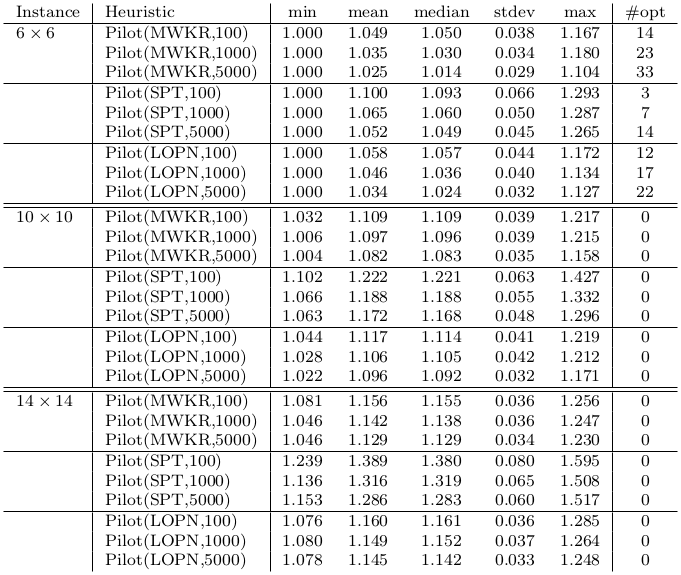 Instance Heuristic min mean median stdev max #opt
6 × 6 Pilot(MWKR,100) 1.000 1.049 1.050 0.038 1.167 14
Pilot(MWKR,1000) 1.000 1.035 1.030 0.034 1.180 23
Pilot(MWKR,5000) 1.000 1.025 1.014 0.029 1.104 33
Pilot(SPT,100) 1.000 1.100 1.093 0.066 1.293 3
Pilot(SPT,1000) 1.000 1.065 1.060 0.050 1.287 7
Pilot(SPT,5000) 1.000 1.052 1.049 0.045 1.265 14
Pilot(LOPN,100) 1.000 1.058 1.057 0.044 1.172 12
Pilot(LOPN,1000) 1.000 1.046 1.036 0.040 1.134 17
Pilot(LOPN,5000) 1.000 1.034 1.024 0.032 1.127 22
10 × 10 Pilot(MWKR,100) 1.032 1.109 1.109 0.039 1.217 0
Pilot(MWKR,1000) 1.006 1.097 1.096 0.039 1.215 0
Pilot(MWKR,5000) 1.004 1.082 1.083 0.035 1.158 0
Pilot(SPT,100) 1.102 1.222 1.221 0.063 1.427 0
Pilot(SPT,1000) 1.066 1.188 1.188 0.055 1.332 0
Pilot(SPT,5000) 1.063 1.172 1.168 0.048 1.296 0
Pilot(LOPN,100) 1.044 1.117 1.114 0.041 1.219 0
Pilot(LOPN,1000) 1.028 1.106 1.105 0.042 1.212 0
Pilot(LOPN,5000) 1.022 1.096 1.092 0.032 1.171 0
14 × 14 Pilot(MWKR,100) 1.081 1.156 1.155 0.036 1.256 0
Pilot(MWKR,1000) 1.046 1.142 1.138 0.036 1.247 0
Pilot(MWKR,5000) 1.046 1.129 1.129 0.034 1.230 0
Pilot(SPT,100) 1.239 1.389 1.380 0.080 1.595 0
Pilot(SPT,1000) 1.136 1.316 1.319 0.065 1.508 0
Pilot(SPT,5000) 1.153 1.286 1.283 0.060 1.517 0
Pilot(LOPN,100) 1.076 1.160 1.161 0.036 1.285 0
Pilot(LOPN,1000) 1.080 1.149 1.152 0.037 1.264 0
Pilot(LOPN,5000) 1.078 1.145 1.142 0.033 1.248 0